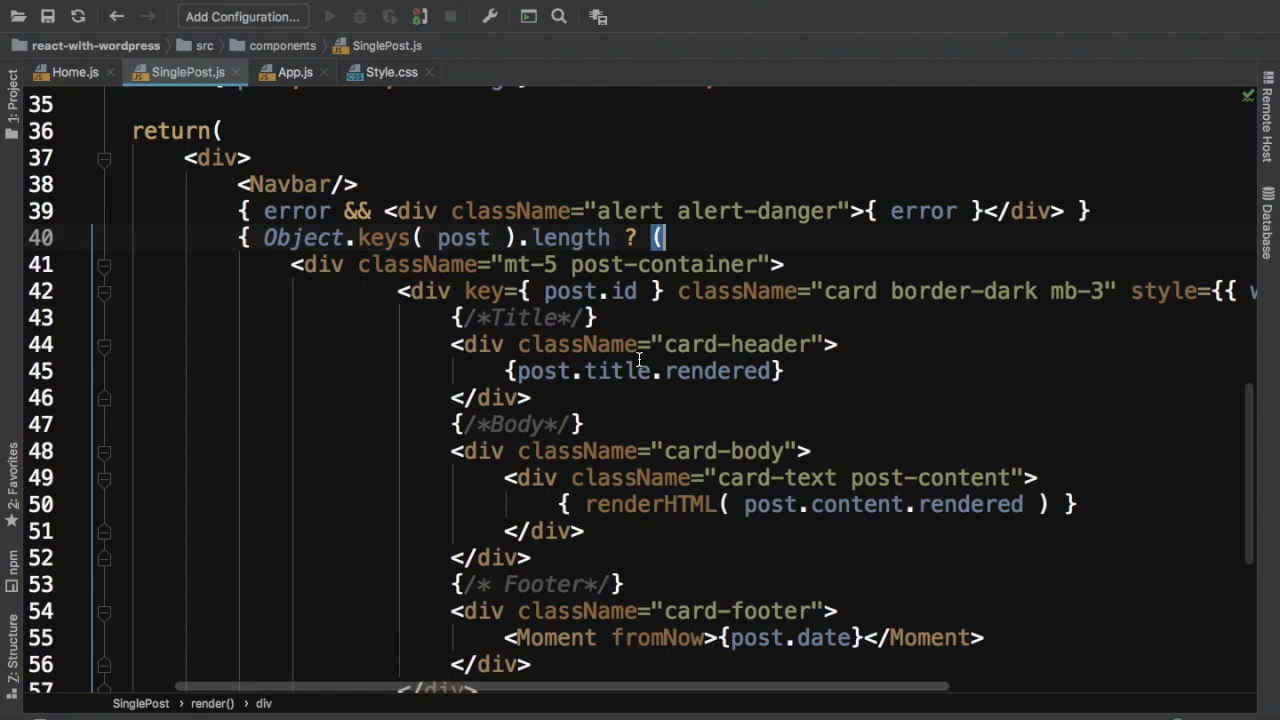 Add Configuration...
react-with-wordpress src components SinglePost.js
Home.js SinglePost.js App.js Style.css
1: Project
2: Favorites
npm
Z: Structure
Remote Host
Database
35
36 return(
37 <div>
38 <Navbar/>
39 { error && <div className="alert alert-danger">{ error }</div> }
40 { Object.keys( post ).length ? (
41 <div className="mt-5 post-container">
42 <div key={ post.id } className="card border-dark mb-3" style={{ w
43 {/*Title*/}
44 <div className="card-header">
45 {post.title.rendered}
46 </div>
47 {/*Body*/}
48 <div className="card-body">
49 <div className="card-text post-content">
50 { renderHTML( post.content.rendered ) }
51 </div>
52 </div>
53 {/* Footer*/}
54 <div className="card-footer">
55 <Moment fromNow>{post.date}</Moment>
56 </div>
57 </div>
SinglePost › render() › div